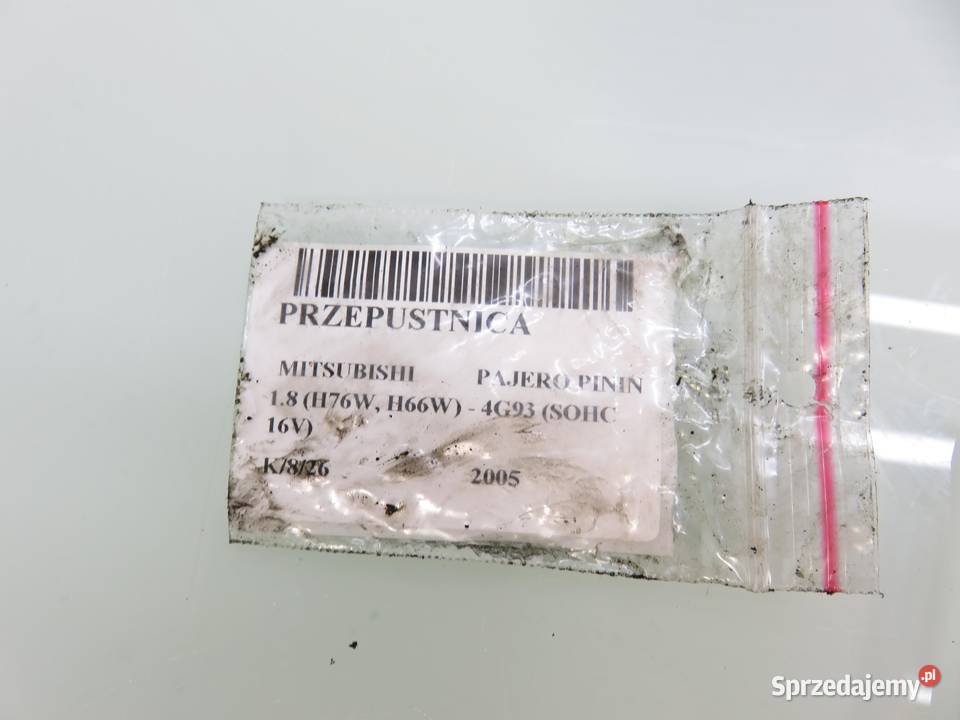 PRZEPUSTNICA
MITSUBISHI PAJERO PININ
1.8 (H76W, H66W) - 4G93 (SOHC
16V)
K/8/26 2005
Sprzedajemy.pl